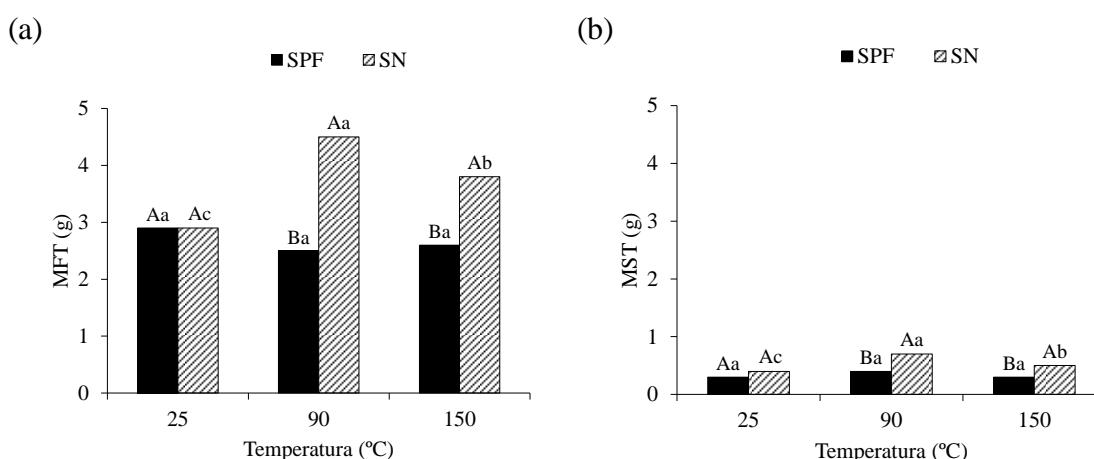 (a)
SPF SN
5
4
3
2
1
0
MFT (g)
Aa Ac
Ba Aa
Ba Ab
25 90 150
Temperatura (ºC)
(b)
SPF SN
5
4
3
2
1
0
MST (g)
Aa Ac
Ba Aa
Ba Ab
25 90 150
Temperatura (ºC)